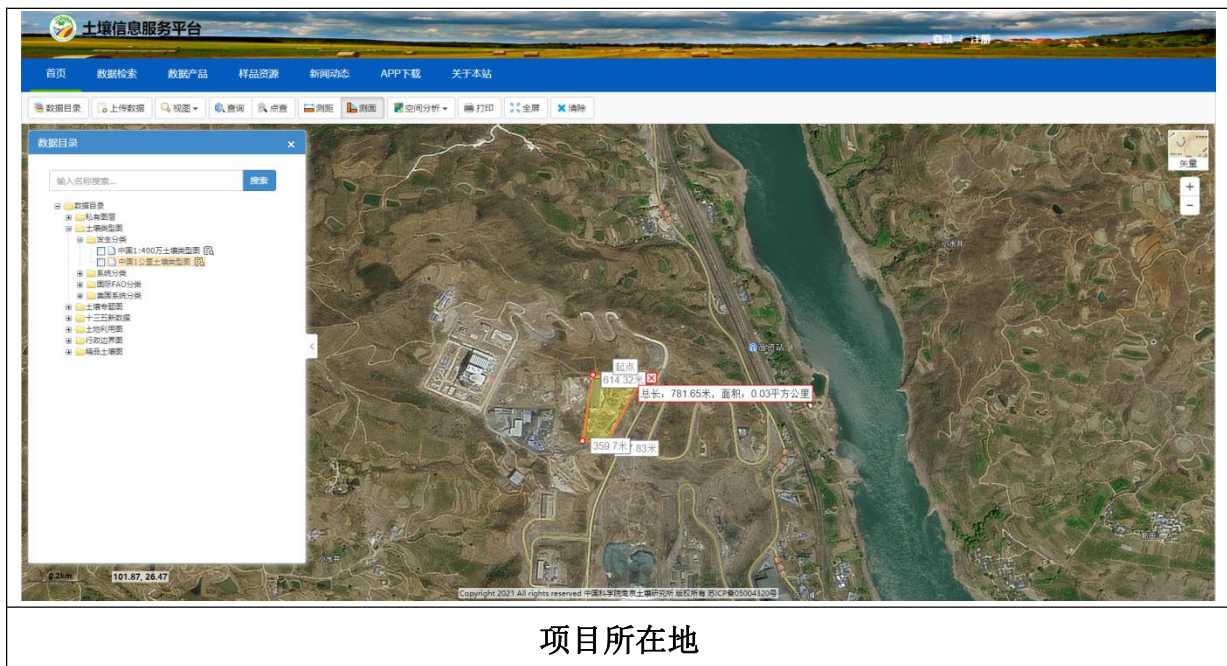 土壤信息服务平台
登录 注册
首页 数据检索 数据产品 样品资源 新闻动态 APP下载 关于本站
数据目录 上传数据 视图 查询 点查 测距 测面 空间分析 打印 全屏 清除
数据目录 ×
输入名称搜索... 搜索
数据目录
私有图层
土壤类型图
发生分类
中国1:400万土壤类型图
中国1公里土壤类型图
系统分类
国际FAO分类
美国系统分类
土壤专题图
十三五新数据
土地利用图
行政边界图
精品土壤图
矢量
+
-
小水井
起点
614.32米
总长:781.65米,面积:0.03平方公里
359.7米
83米
小水井
新田
0.2km
101.87, 26.47
Copyright 2021 All rights reserved 中国科学院南京土壤研究所 版权所有 苏ICP备05004320号
项目所在地